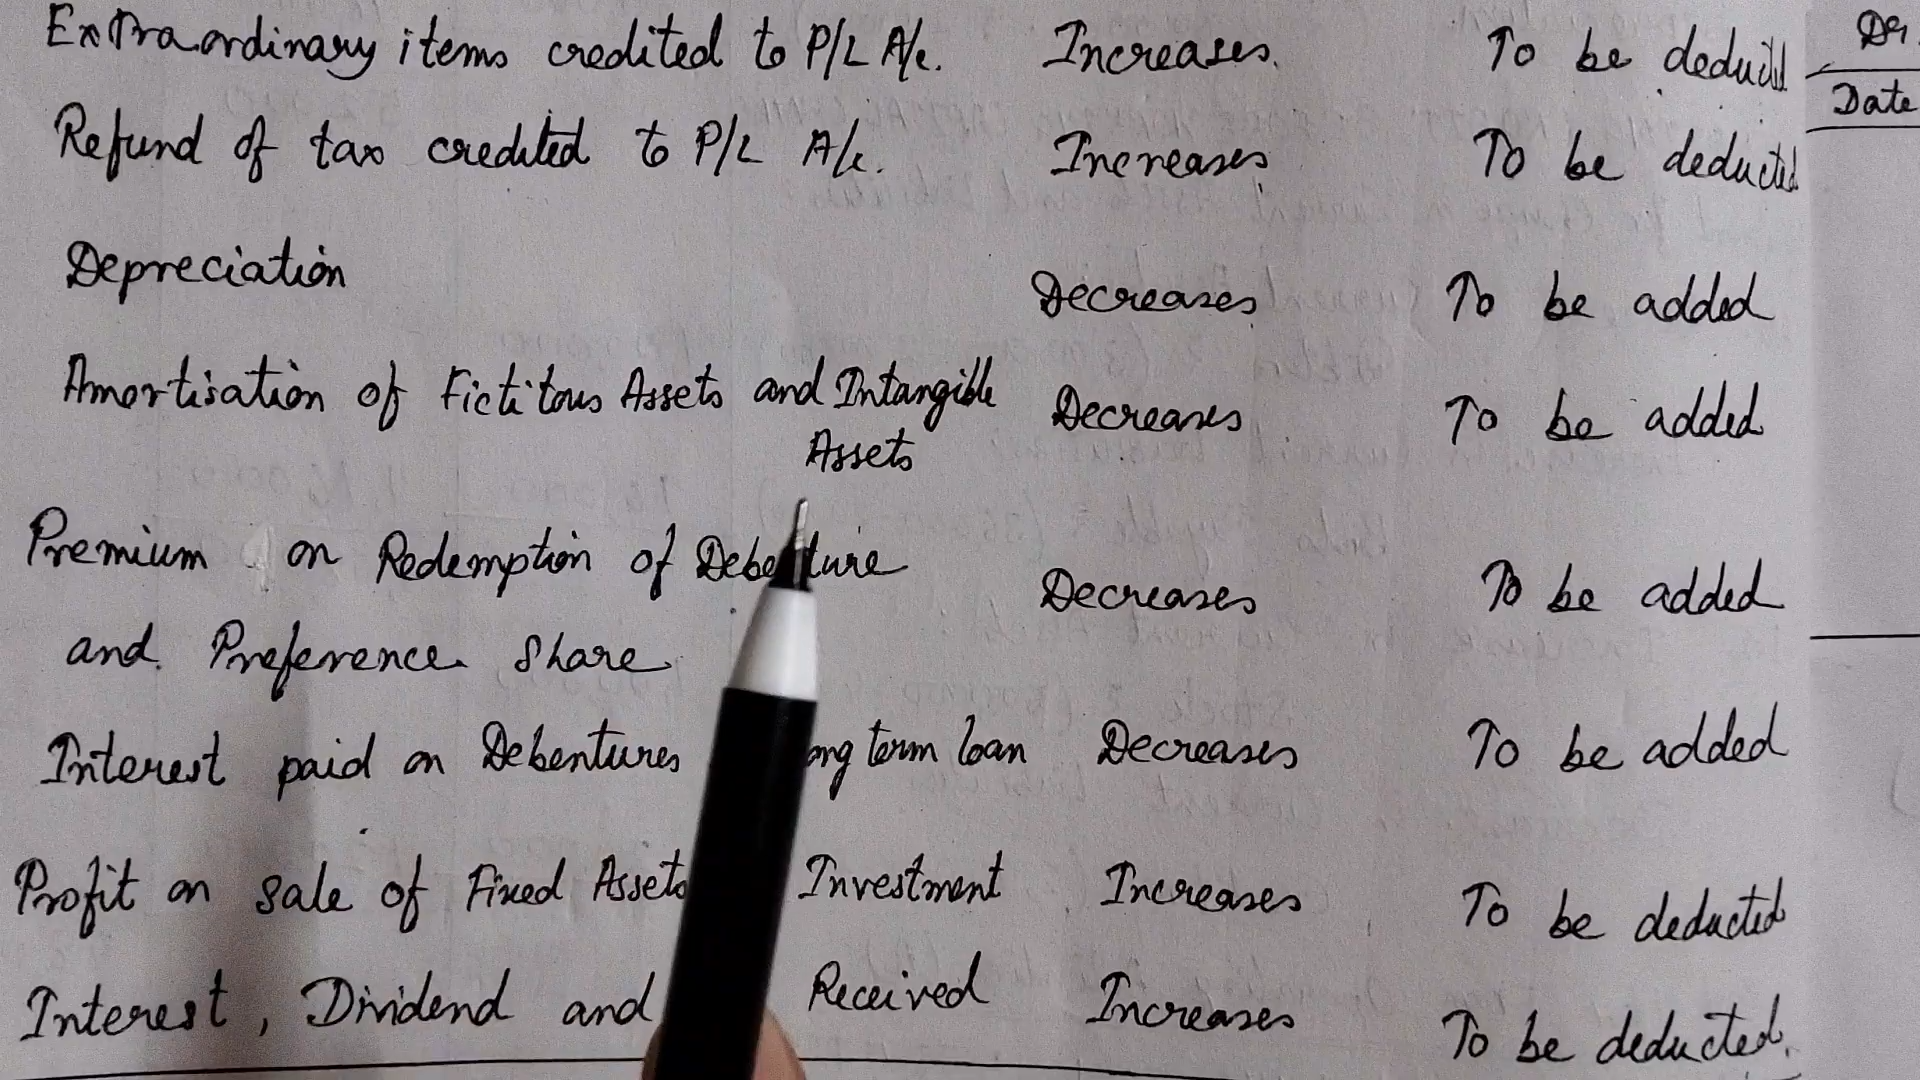 Extraordinary items credited to P/L A/c. Increases. To be deducted
Refund of tax credited to P/L A/c. Increases To be deducted
Depreciation Decreases To be added
Amortisation of Fictitous Assets and Intangible Decreases To be added
Assets
Premium on Redemption of Debenture Decreases To be added
and Preference Share
Interest paid on Debentures term loan Decreases To be added
Profit on sale of Fixed Assets Investment Increases To be deducted
Interest, Dividend and Received Increases To be deducted.
Dr.
Date